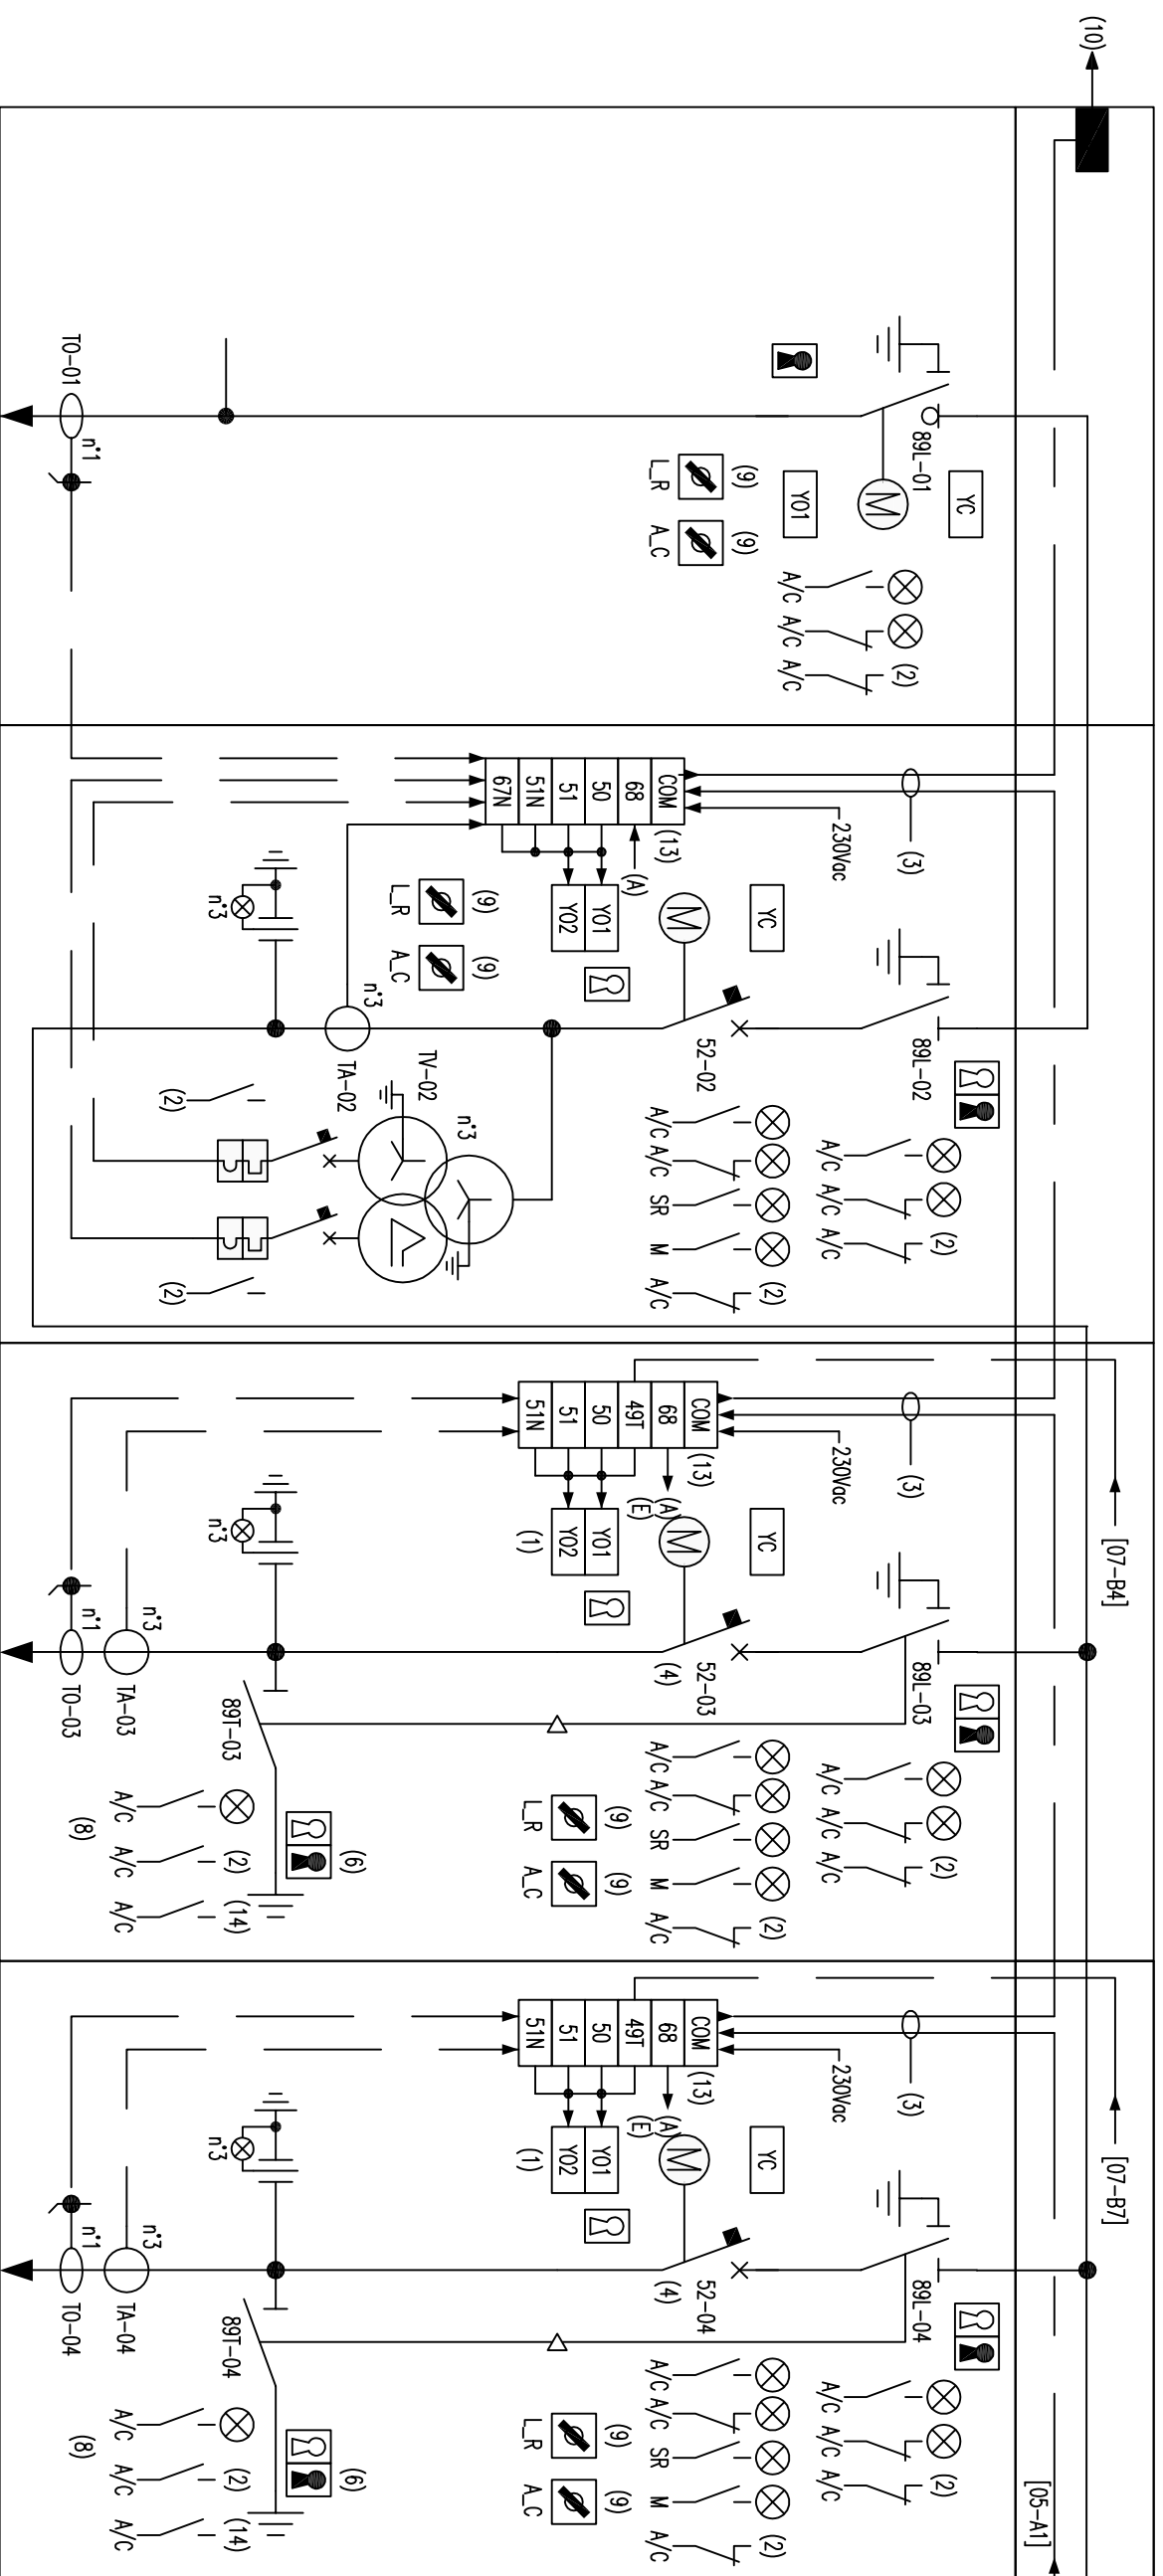 (10)
TO-01
n°1
89L-01
YC
YO1
(9)
L_R
(9)
A_C
A/C
A/C
A/C
(2)
COM
68
50
51
51N
67N
(13)
230Vac
(3)
(A)
YO1
YO2
YC
(9)
L_R
(9)
A_C
n°3
n°3
TA-02
TV-02
n°3
52-02
89L-02
A/C
A/C
A/C
(2)
A/C
A/C
SR
M
A/C
(2)
(2)
(2)
[07-B4]
COM
68
49T
50
51
51N
(13)
230Vac
(3)
(A)
(E)
YO1
YO2
(1)
YC
n°3
n°3
TA-03
n°1
TO-03
52-03
(4)
89L-03
89T-03
A/C
A/C
A/C
(2)
A/C
A/C
SR
M
A/C
(2)
(9)
L_R
(9)
A_C
(6)
A/C
A/C
A/C
(2)
(14)
(8)
[07-B7]
COM
68
49T
50
51
51N
(13)
230Vac
(3)
(A)
(E)
YO1
YO2
(1)
YC
n°3
n°3
TA-04
n°1
TO-04
52-04
(4)
89L-04
89T-04
A/C
A/C
A/C
(2)
A/C
A/C
SR
M
A/C
(2)
(9)
L_R
(9)
A_C
(6)
A/C
A/C
A/C
(2)
(14)
(8)
[05-A1]